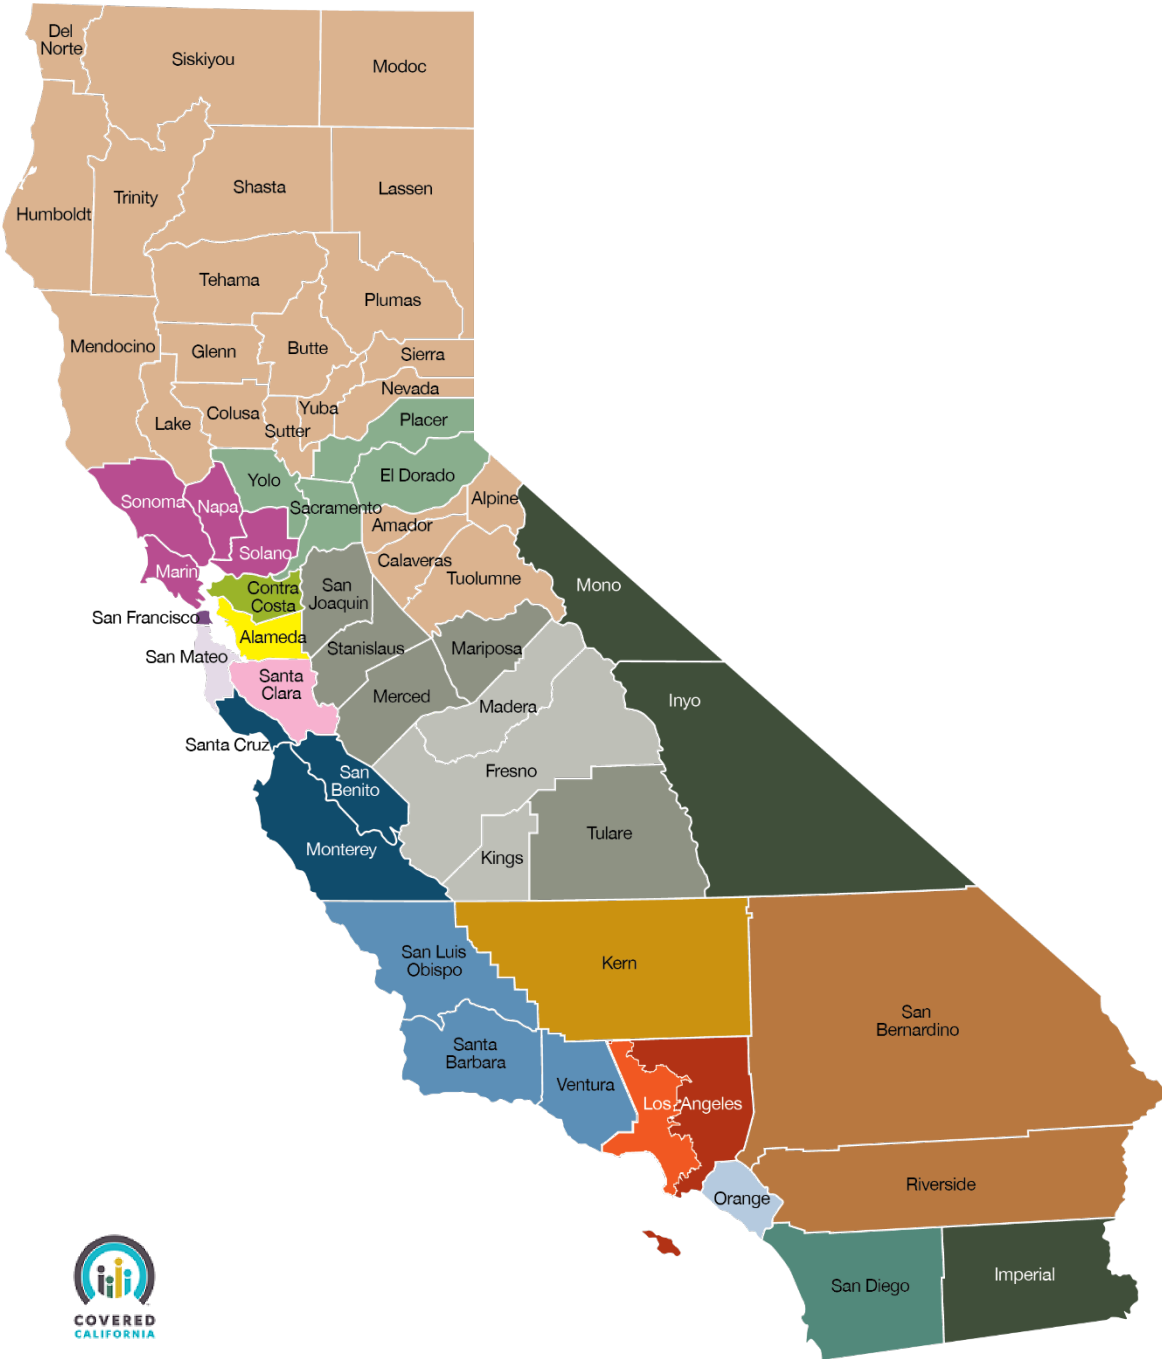 Del
Norte
Siskiyou
Modoc
Humboldt
Trinity
Shasta
Lassen
Tehama
Plumas
Mendocino
Glenn
Butte
Sierra
Nevada
Lake
Colusa
Sutter
Yuba
Placer
Yolo
El Dorado
Sonoma
Napa
Sacramento
Alpine
Amador
Solano
Marin
Calaveras
Tuolumne
Mono
Contra
Costa
San
Joaquin
San Francisco
Alameda
Stanislaus
Mariposa
San Mateo
Santa
Clara
Merced
Madera
Inyo
Santa Cruz
San
Benito
Fresno
Monterey
Kings
Tulare
San Luis
Obispo
Kern
San
Bernardino
Santa
Barbara
Ventura
Los Angeles
Orange
Riverside
San Diego
Imperial
COVERED
CALIFORNIA